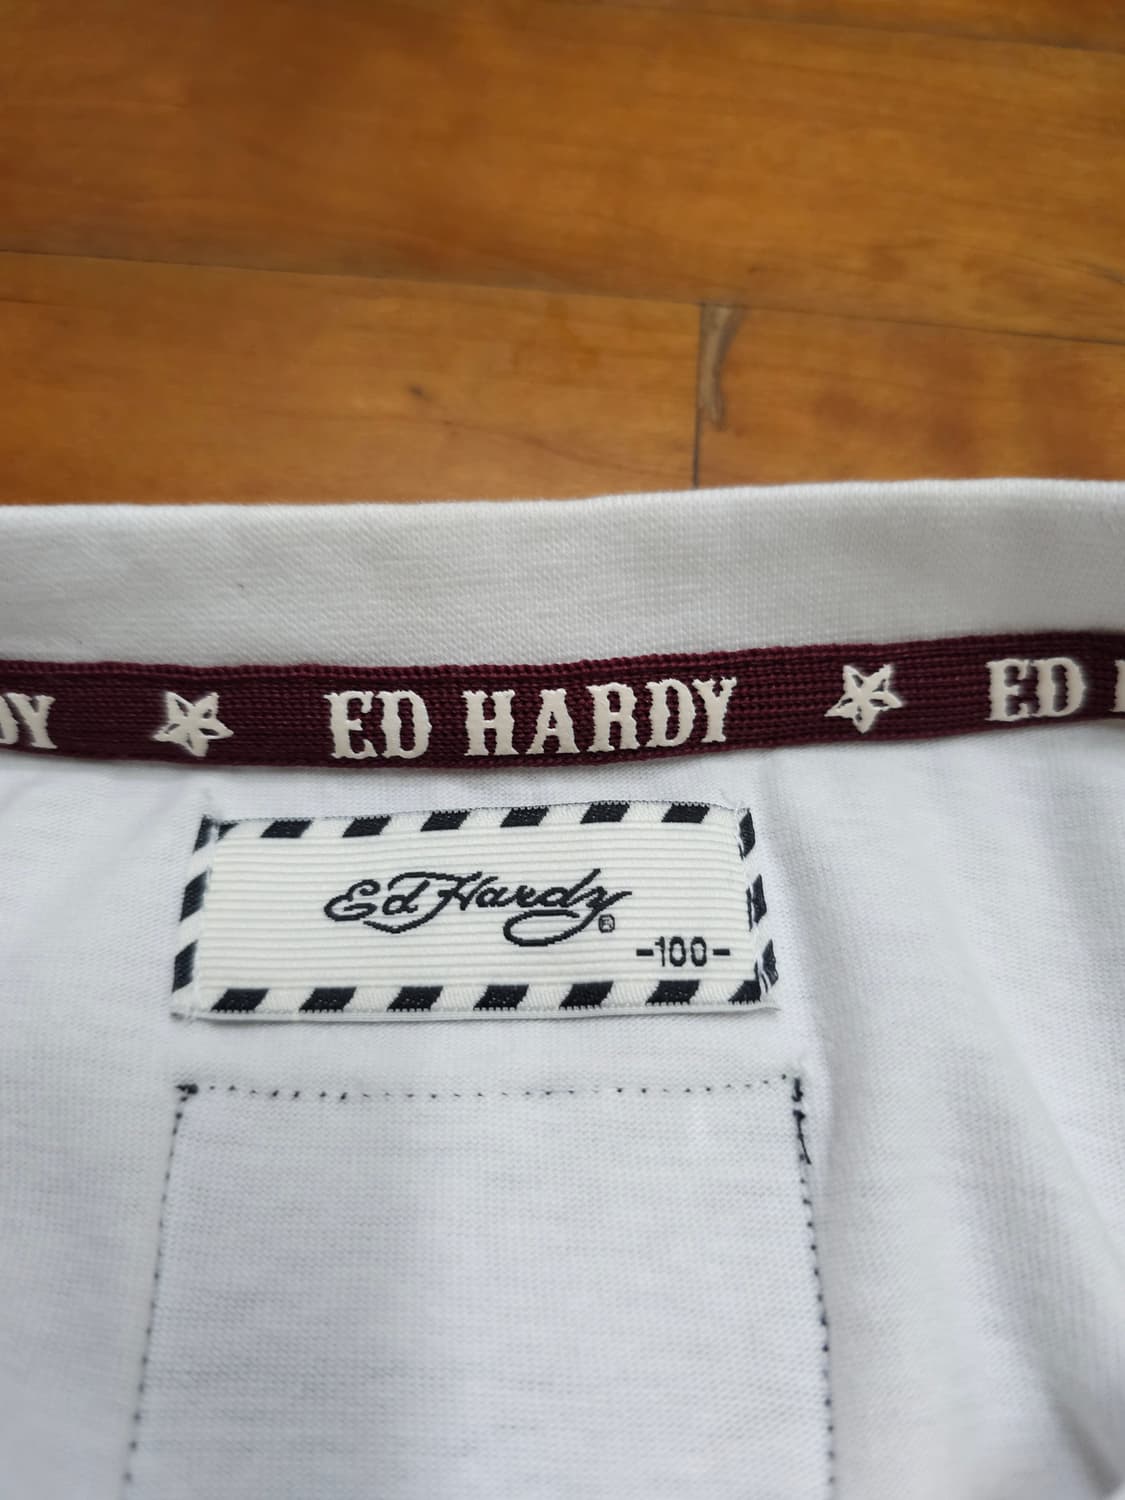 DY ★ ED HARDY ★ ED
Ed Hardy®
-100-